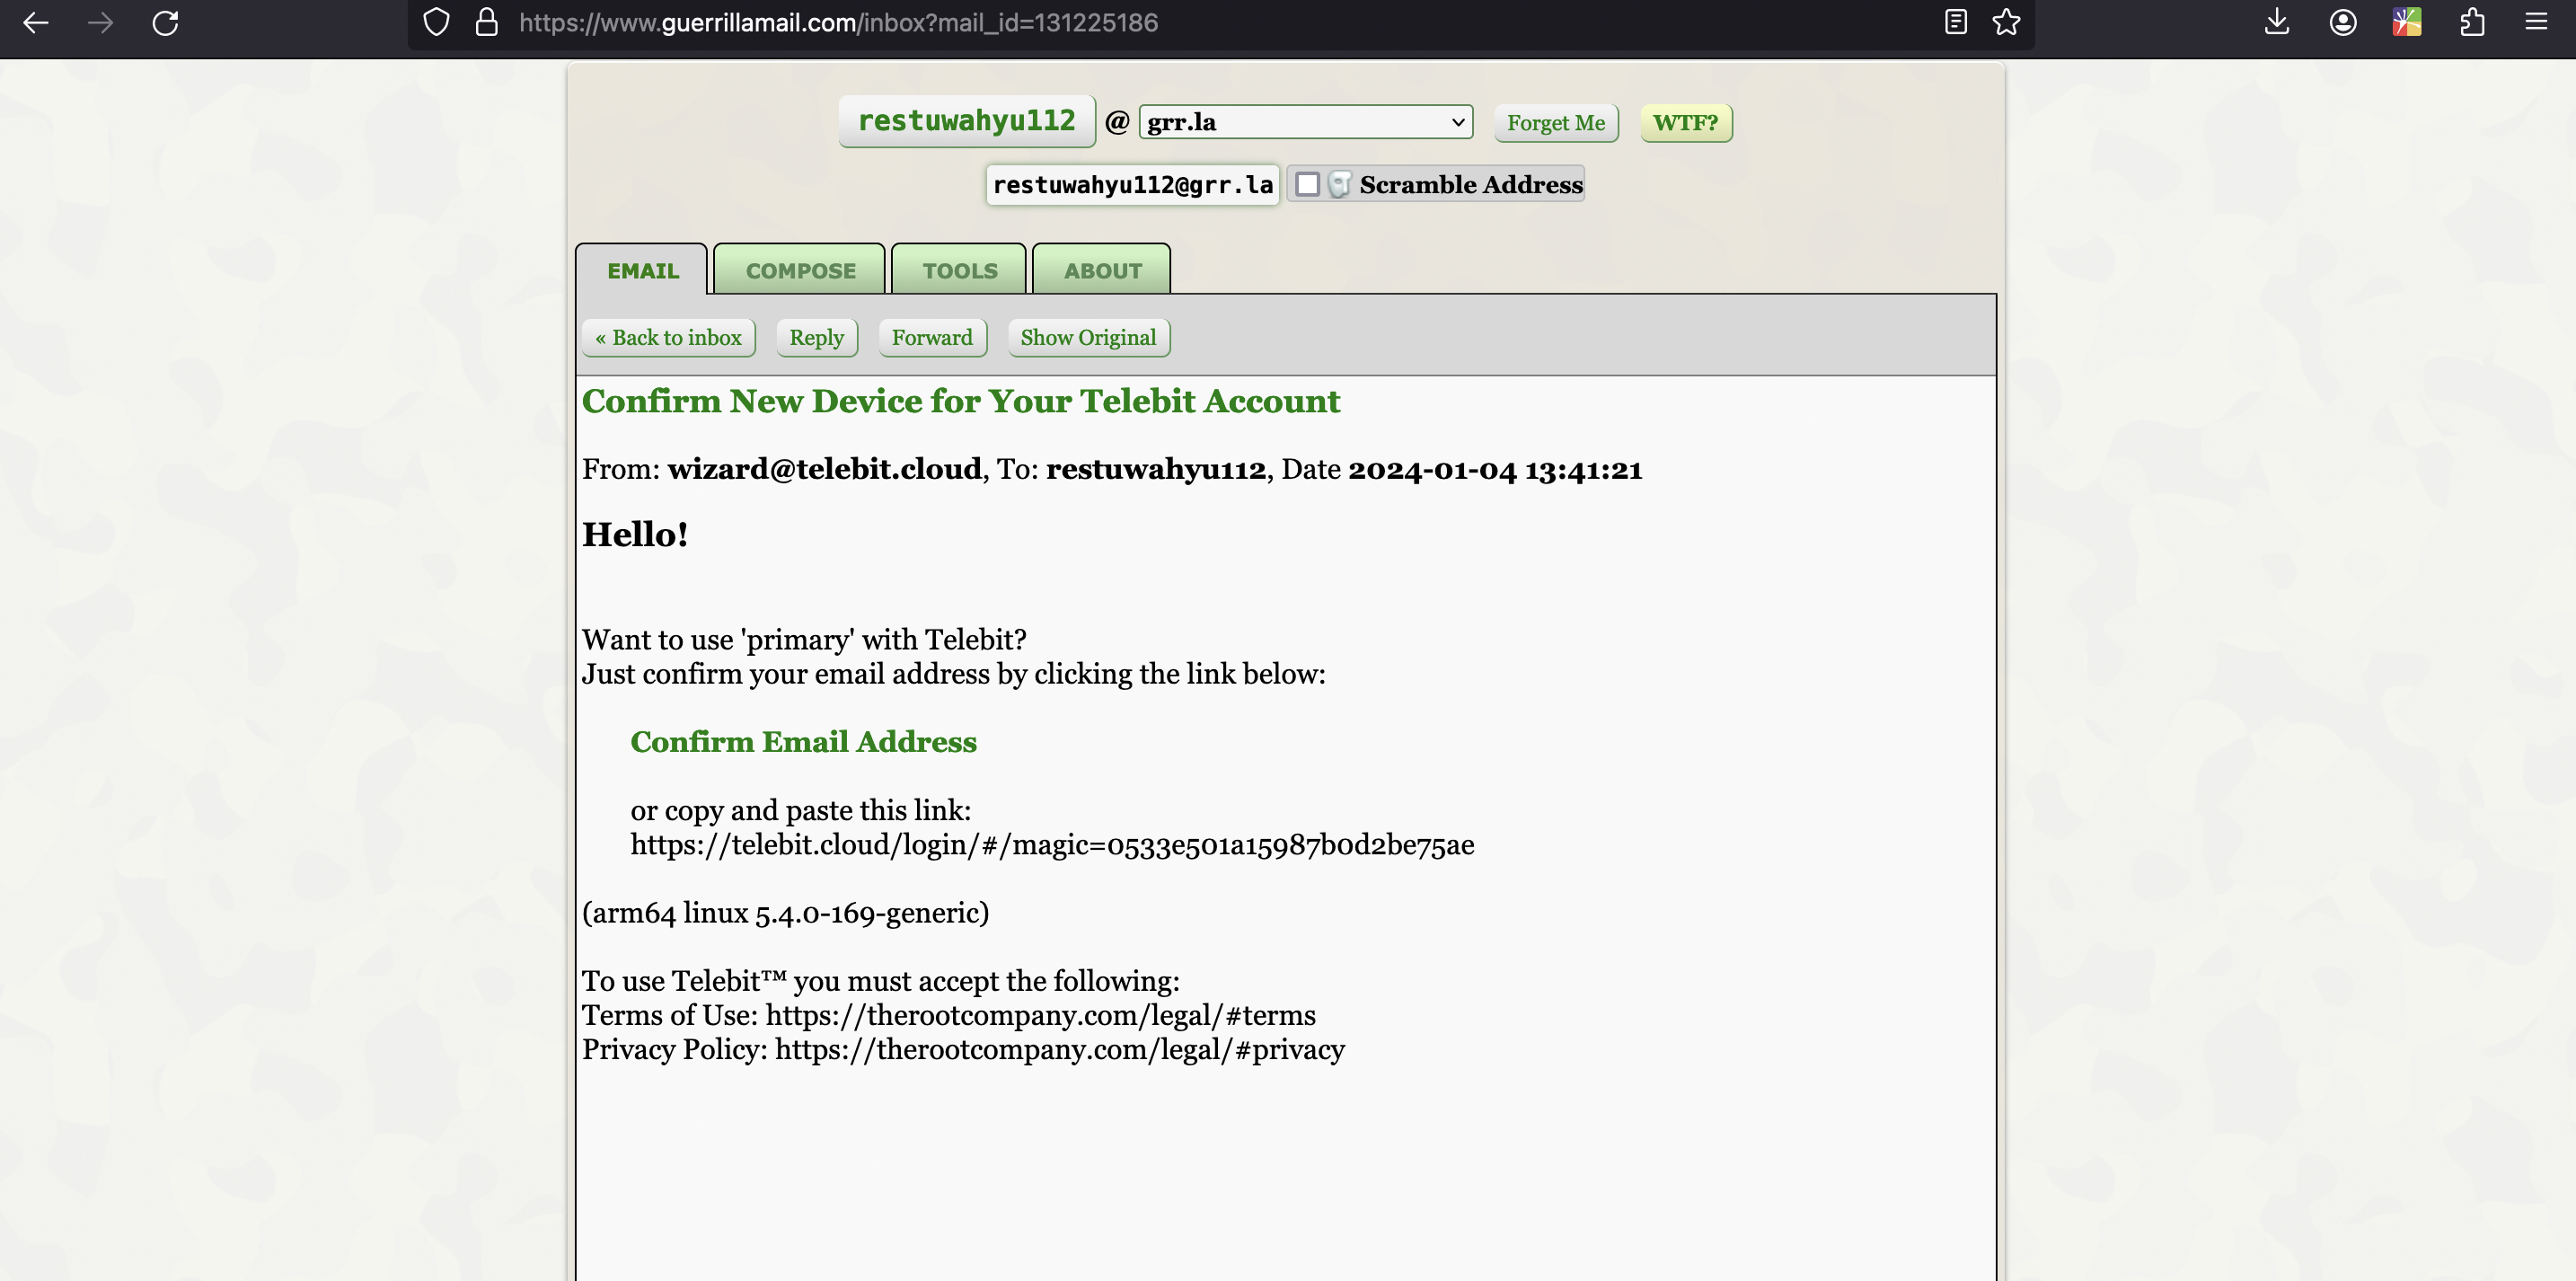 https://www.guerrillamail.com/inbox?mail_id=131225186
restuwahyu112 @ grr.la Forget Me WTF?
restuwahyu112@grr.la Scramble Address
EMAIL COMPOSE TOOLS ABOUT
« Back to inbox Reply Forward Show Original
Confirm New Device for Your Telebit Account
From: wizard@telebit.cloud, To: restuwahyu112, Date 2024-01-04 13:41:21
Hello!
Want to use 'primary' with Telebit?
Just confirm your email address by clicking the link below:
Confirm Email Address
or copy and paste this link:
https://telebit.cloud/login/#/magic=0533e501a15987b0d2be75ae
(arm64 linux 5.4.0-169-generic)
To use Telebit™ you must accept the following:
Terms of Use: https://therootcompany.com/legal/#terms
Privacy Policy: https://therootcompany.com/legal/#privacy